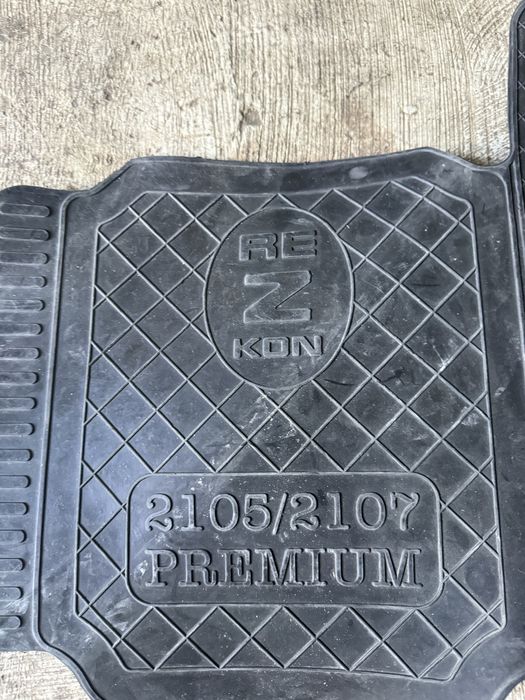 RE
Z
KON
2105/2107
PREMIUM